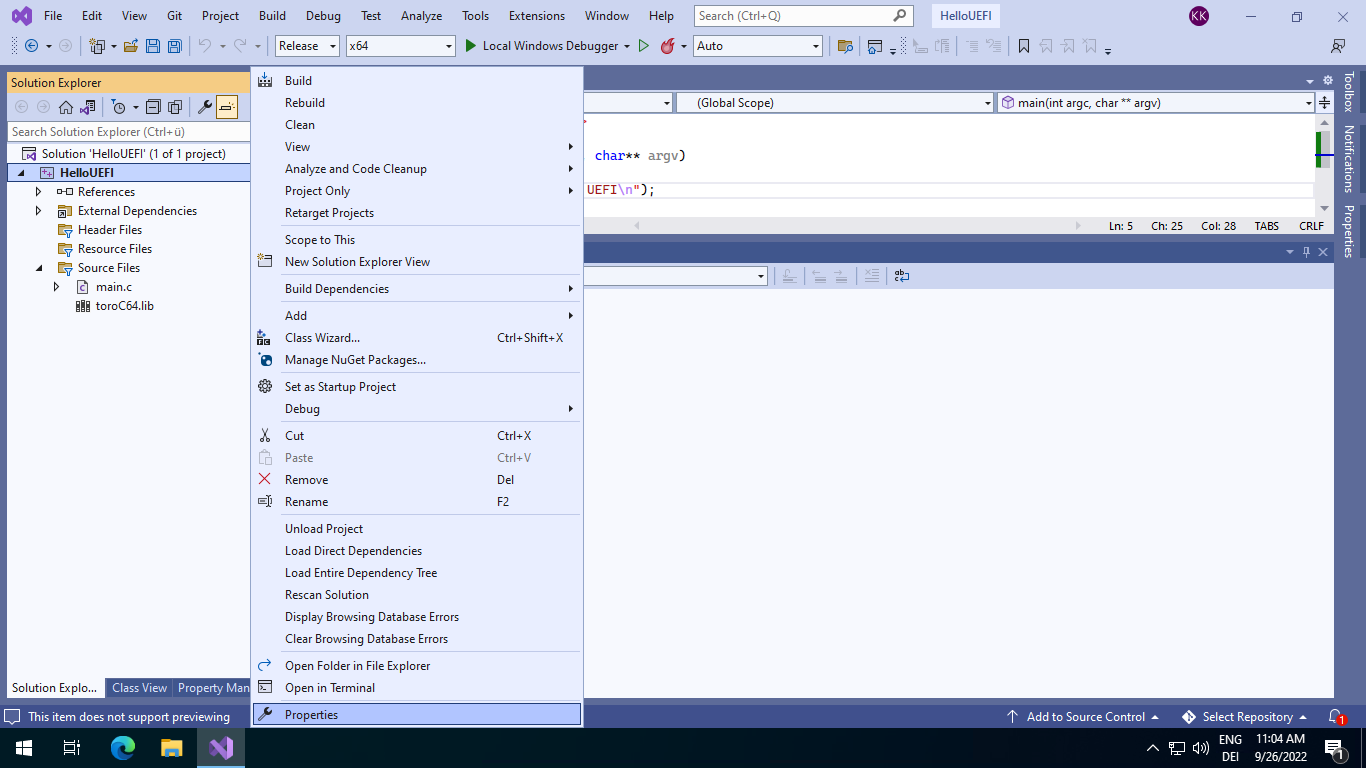 File Edit View Git Project Build Debug Test Analyze Tools Extensions Window Help Search (Ctrl+Q) HelloUEFI KK
Release x64 Local Windows Debugger Auto
Solution Explorer
Search Solution Explorer (Ctrl+ü)
Solution 'HelloUEFI' (1 of 1 project)
HelloUEFI
References
External Dependencies
Header Files
Resource Files
Source Files
main.c
toroC64.lib
Solution Explo... Class View Property Man
Build
Rebuild
Clean
View
Analyze and Code Cleanup
Project Only
Retarget Projects
Scope to This
New Solution Explorer View
Build Dependencies
Add
Class Wizard... Ctrl+Shift+X
Manage NuGet Packages...
Set as Startup Project
Debug
Cut Ctrl+X
Paste Ctrl+V
Remove Del
Rename F2
Unload Project
Load Direct Dependencies
Load Entire Dependency Tree
Rescan Solution
Display Browsing Database Errors
Clear Browsing Database Errors
Open Folder in File Explorer
Open in Terminal
Properties
(Global Scope) main(int argc, char ** argv)
char** argv)
UEFI\n");
Ln: 5 Ch: 25 Col: 28 TABS CRLF
Toolbox
Notifications
Properties
This item does not support previewing Add to Source Control Select Repository 1
ENG 11:04 AM
DEI 9/26/2022 1